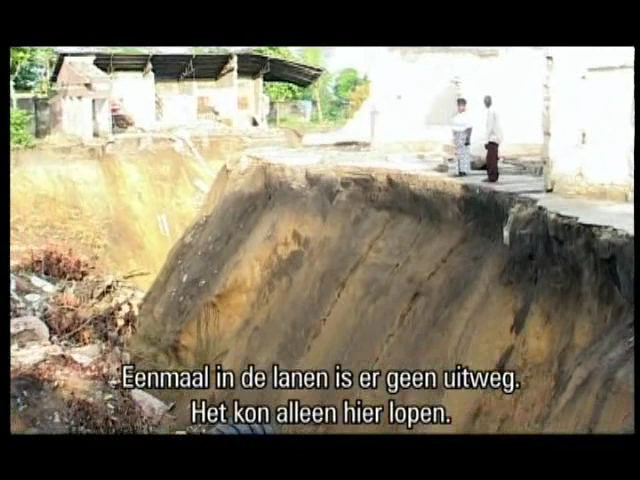 Eenmaal in de lanen is er geen uitweg.
Het kon alleen hier lopen.